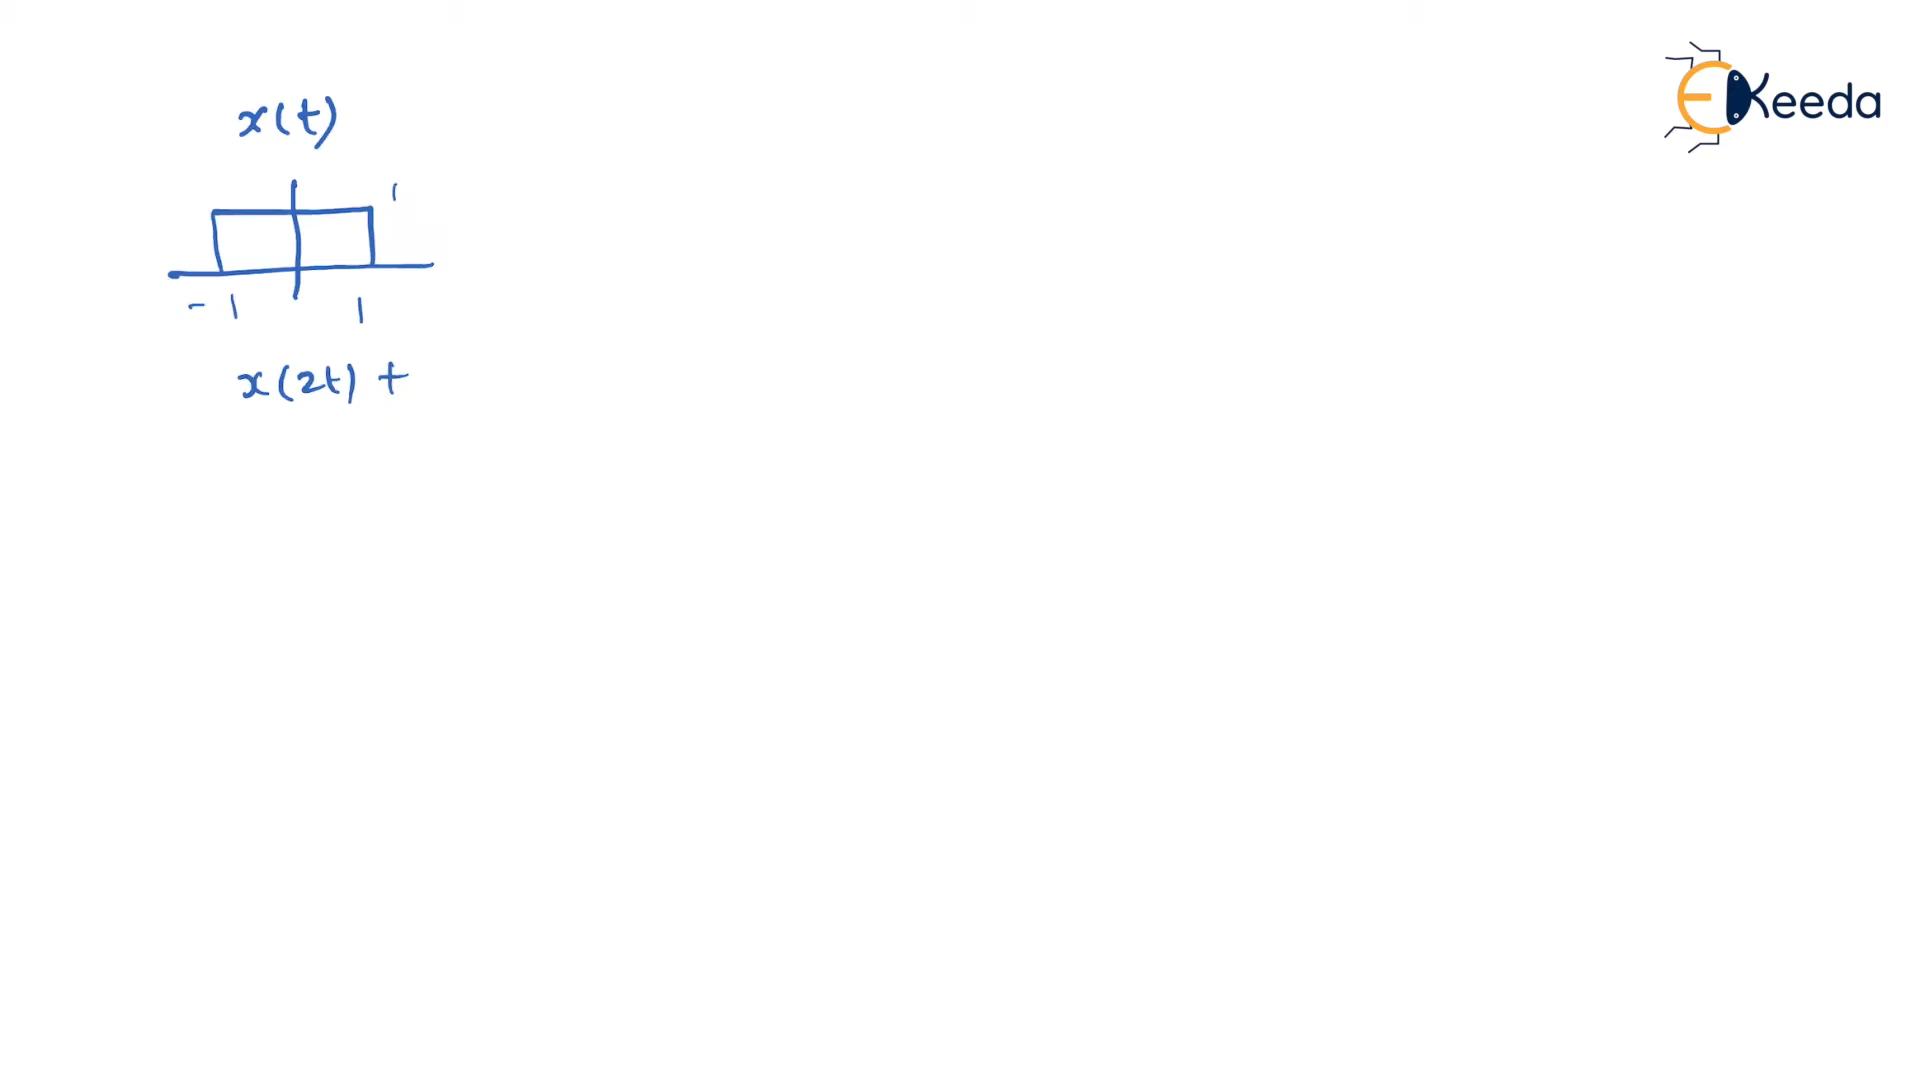 x(t)
EKeeda
1
-1 1
x(2t) +